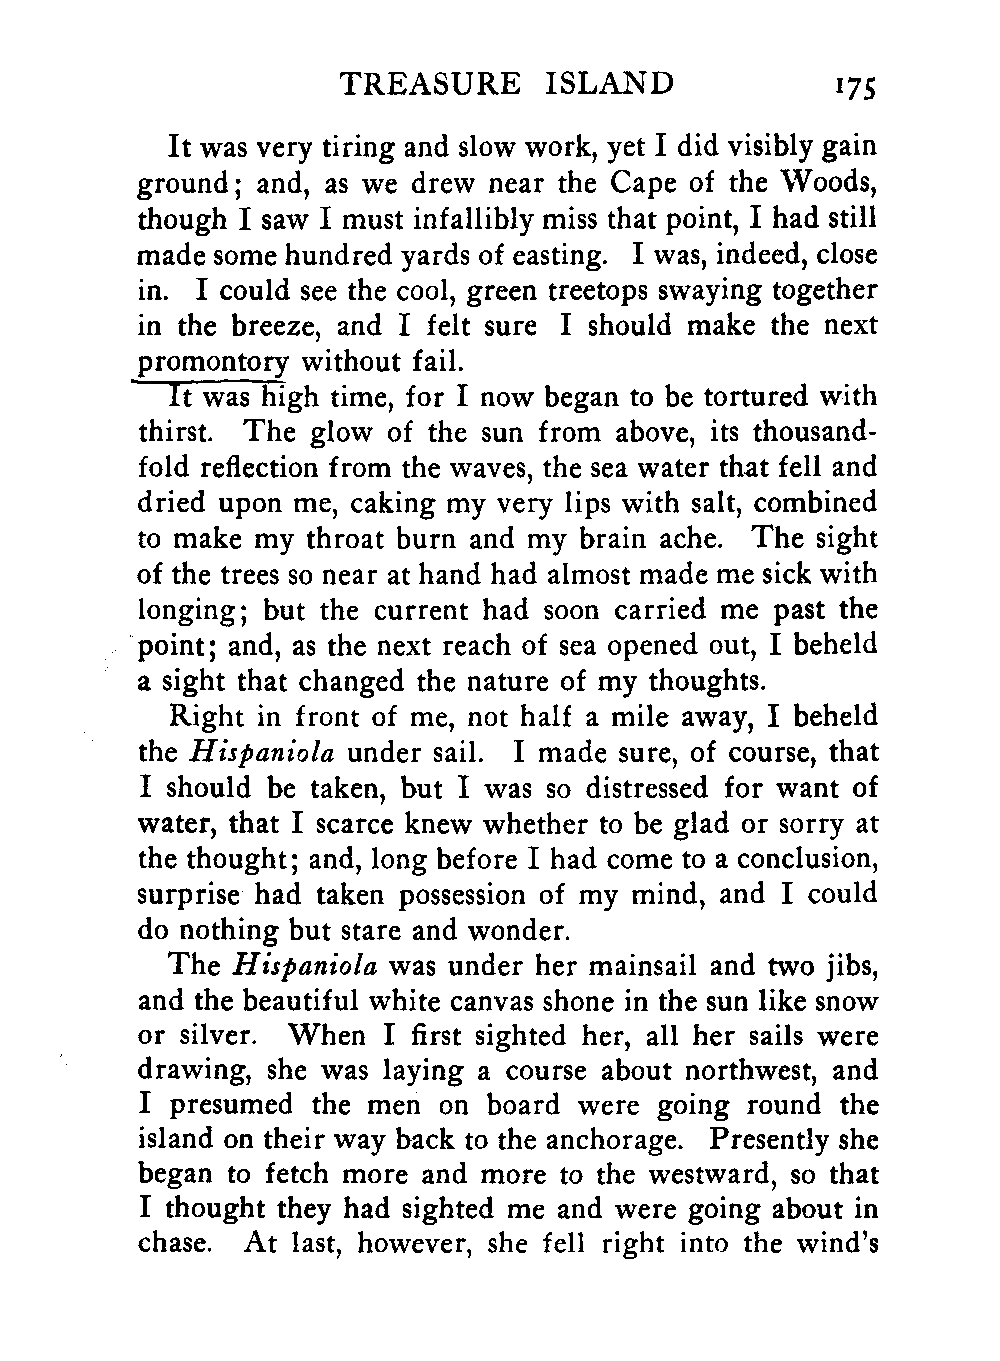 TREASURE ISLAND 175
It was very tiring and slow work, yet I did visibly gain
ground; and, as we drew near the Cape of the Woods,
though I saw I must infallibly miss that point, I had still
made some hundred yards of easting. I was, indeed, close
in. I could see the cool, green treetops swaying together
in the breeze, and I felt sure I should make the next
promontory without fail.
It was high time, for I now began to be tortured with
thirst. The glow of the sun from above, its thousand-
fold reflection from the waves, the sea water that fell and
dried upon me, caking my very lips with salt, combined
to make my throat burn and my brain ache. The sight
of the trees so near at hand had almost made me sick with
longing; but the current had soon carried me past the
point; and, as the next reach of sea opened out, I beheld
a sight that changed the nature of my thoughts.
Right in front of me, not half a mile away, I beheld
the Hispaniola under sail. I made sure, of course, that
I should be taken, but I was so distressed for want of
water, that I scarce knew whether to be glad or sorry at
the thought; and, long before I had come to a conclusion,
surprise had taken possession of my mind, and I could
do nothing but stare and wonder.
The Hispaniola was under her mainsail and two jibs,
and the beautiful white canvas shone in the sun like snow
or silver. When I first sighted her, all her sails were
drawing, she was laying a course about northwest, and
I presumed the men on board were going round the
island on their way back to the anchorage. Presently she
began to fetch more and more to the westward, so that
I thought they had sighted me and were going about in
chase. At last, however, she fell right into the wind's